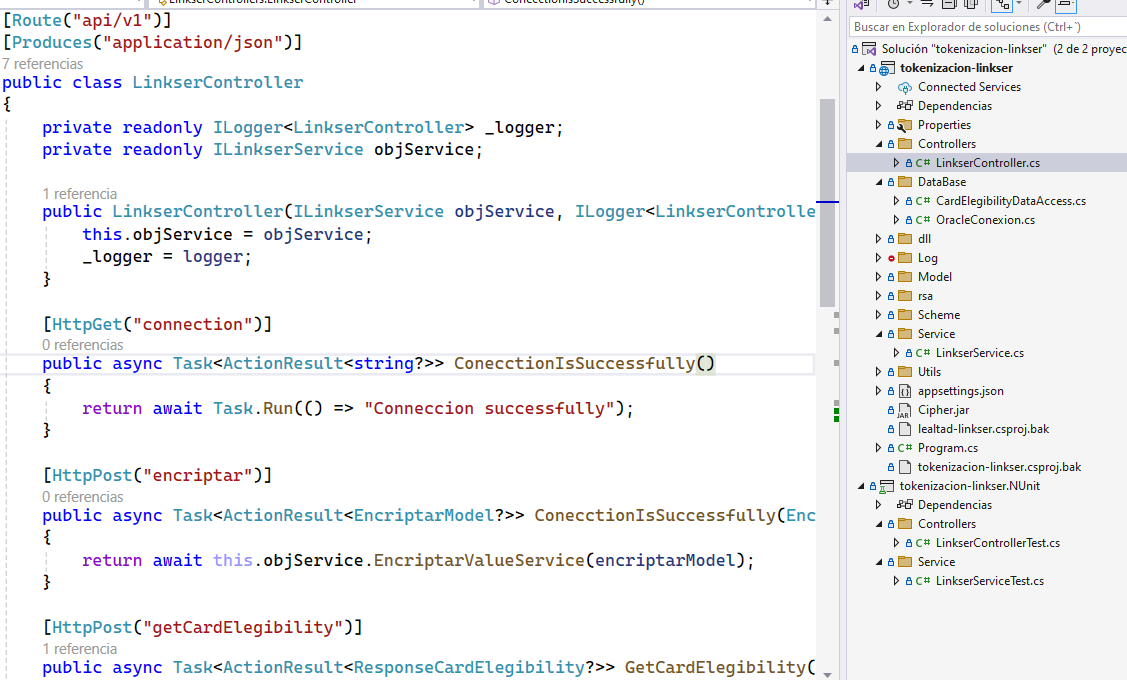 LinkserControllers.LinkserController
ConecctionIsSuccessfully()
[Route("api/v1")]
[Produces("application/json")]
7 referencias
public class LinkserController
{
private readonly ILogger<LinkserController> _logger;
private readonly ILinkserService objService;
1 referencia
public LinkserController(ILinkserService objService, ILogger<LinkserControlle
this.objService = objService;
_logger = logger;
}
[HttpGet("connection")]
0 referencias
public async Task<ActionResult<string?>> ConecctionIsSuccessfully()
{
return await Task.Run(() => "Conneccion successfully");
}
[HttpPost("encriptar")]
0 referencias
public async Task<ActionResult<EncriptarModel?>> ConecctionIsSuccessfully(Enc
{
return await this.objService.EncriptarValueService(encriptarModel);
}
[HttpPost("getCardElegibility")]
1 referencia
public async Task<ActionResult<ResponseCardElegibility?>> GetCardElegibility(
Buscar en Explorador de soluciones (Ctrl+`)
Solución "tokenizacion-linkser" (2 de 2 proyec
tokenizacion-linkser
Connected Services
Dependencias
Properties
Controllers
C# LinkserController.cs
DataBase
C# CardElegibilityDataAccess.cs
C# OracleConexion.cs
dll
Log
Model
rsa
Scheme
Service
C# LinkserService.cs
Utils
appsettings.json
Cipher.jar
lealtad-linkser.csproj.bak
C# Program.cs
tokenizacion-linkser.csproj.bak
tokenizacion-linkser.NUnit
Dependencias
Controllers
C# LinkserControllerTest.cs
Service
C# LinkserServiceTest.cs